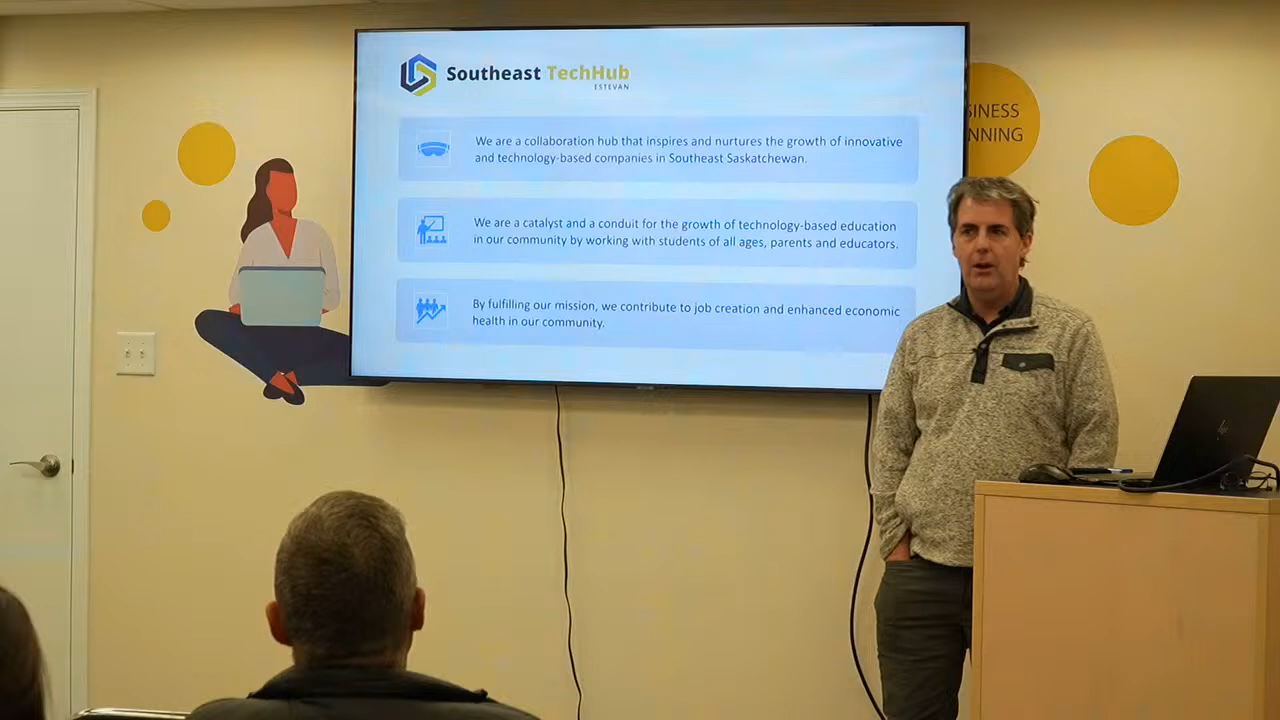 Southeast TechHub
ESTEVAN
We are a collaboration hub that inspires and nurtures the growth of innovative
and technology-based companies in Southeast Saskatchewan.
We are a catalyst and a conduit for the growth of technology-based education
in our community by working with students of all ages, parents and educators.
By fulfilling our mission, we contribute to job creation and enhanced economic
health in our community.
SINESS
NNING
hp